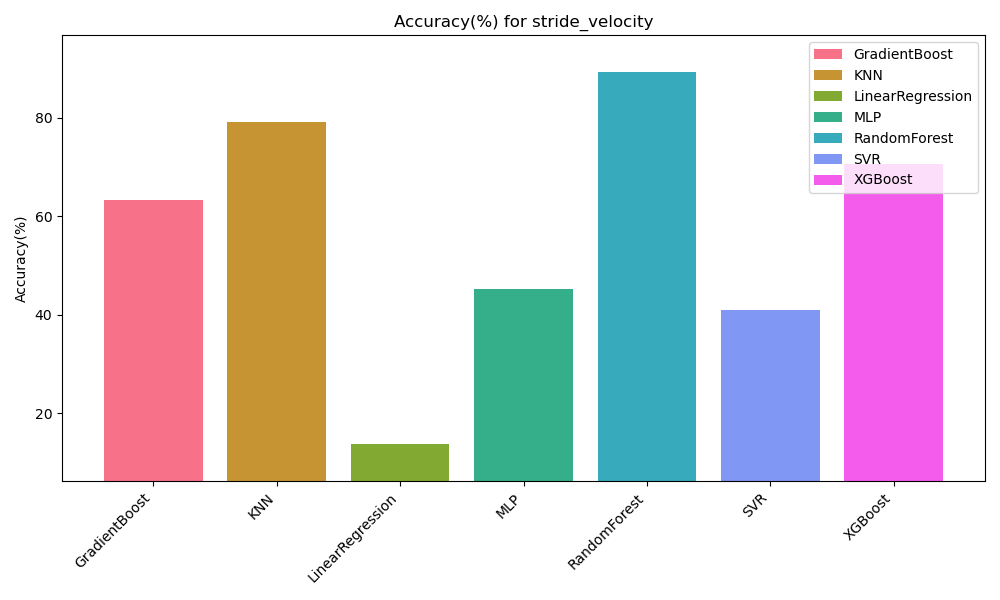 Accuracy(%) for stride_velocity
GradientBoost
KNN
LinearRegression
MLP
RandomForest
SVR
XGBoost
Accuracy(%)
80
60
40
20
GradientBoost
KNN
LinearRegression
MLP
RandomForest
SVR
XGBoost